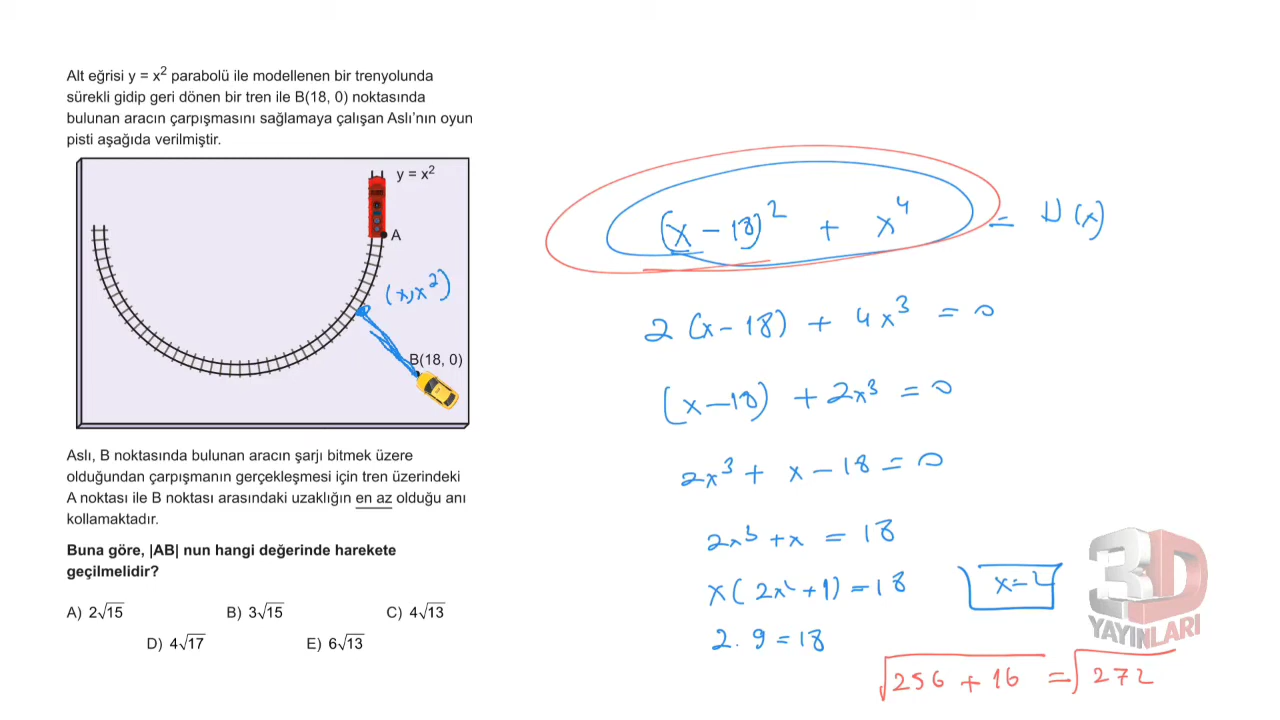 Alt eğrisi y = x² parabolü ile modellenen bir trenyolunda
sürekli gidip geri dönen bir tren ile B(18, 0) noktasında
bulunan aracın çarpışmasını sağlamaya çalışan Aslı’nın oyun
pisti aşağıda verilmiştir.
y = x²
A
(x,x²)
B(18, 0)
Aslı, B noktasında bulunan aracın şarjı bitmek üzere
olduğundan çarpışmanın gerçekleşmesi için tren üzerindeki
A noktası ile B noktası arasındaki uzaklığın en az olduğu anı
kollamaktadır.
Buna göre, |AB| nun hangi değerinde harekete
geçilmelidir?
A) 2√15 B) 3√15 C) 4√13
D) 4√17 E) 6√13
(x – 18)² + x⁴ = U(x)
2(x – 18) + 4x³ = 0
(x – 18) + 2x³ = 0
2x³ + x – 18 = 0
2x³ + x = 18
x(2x² + 1) = 18
x = 2
2. 9 = 18
√256 + 16 = √272
3D
YAYINLARI